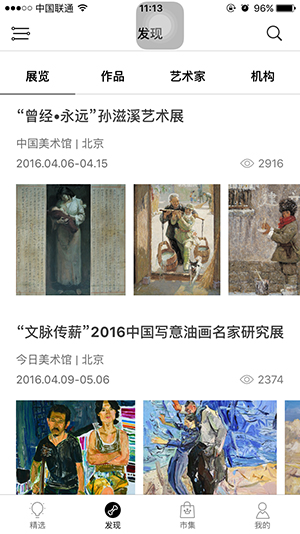 中国联通 11:13 96%
发现
展览 作品 艺术家 机构
“曾经•永远”孙滋溪艺术展
中国美术馆 | 北京
2016.04.06-04.15 2916
“文脉传薪”2016中国写意油画名家研究展
今日美术馆 | 北京
2016.04.09-05.06 2374
精选 发现 市集 我的